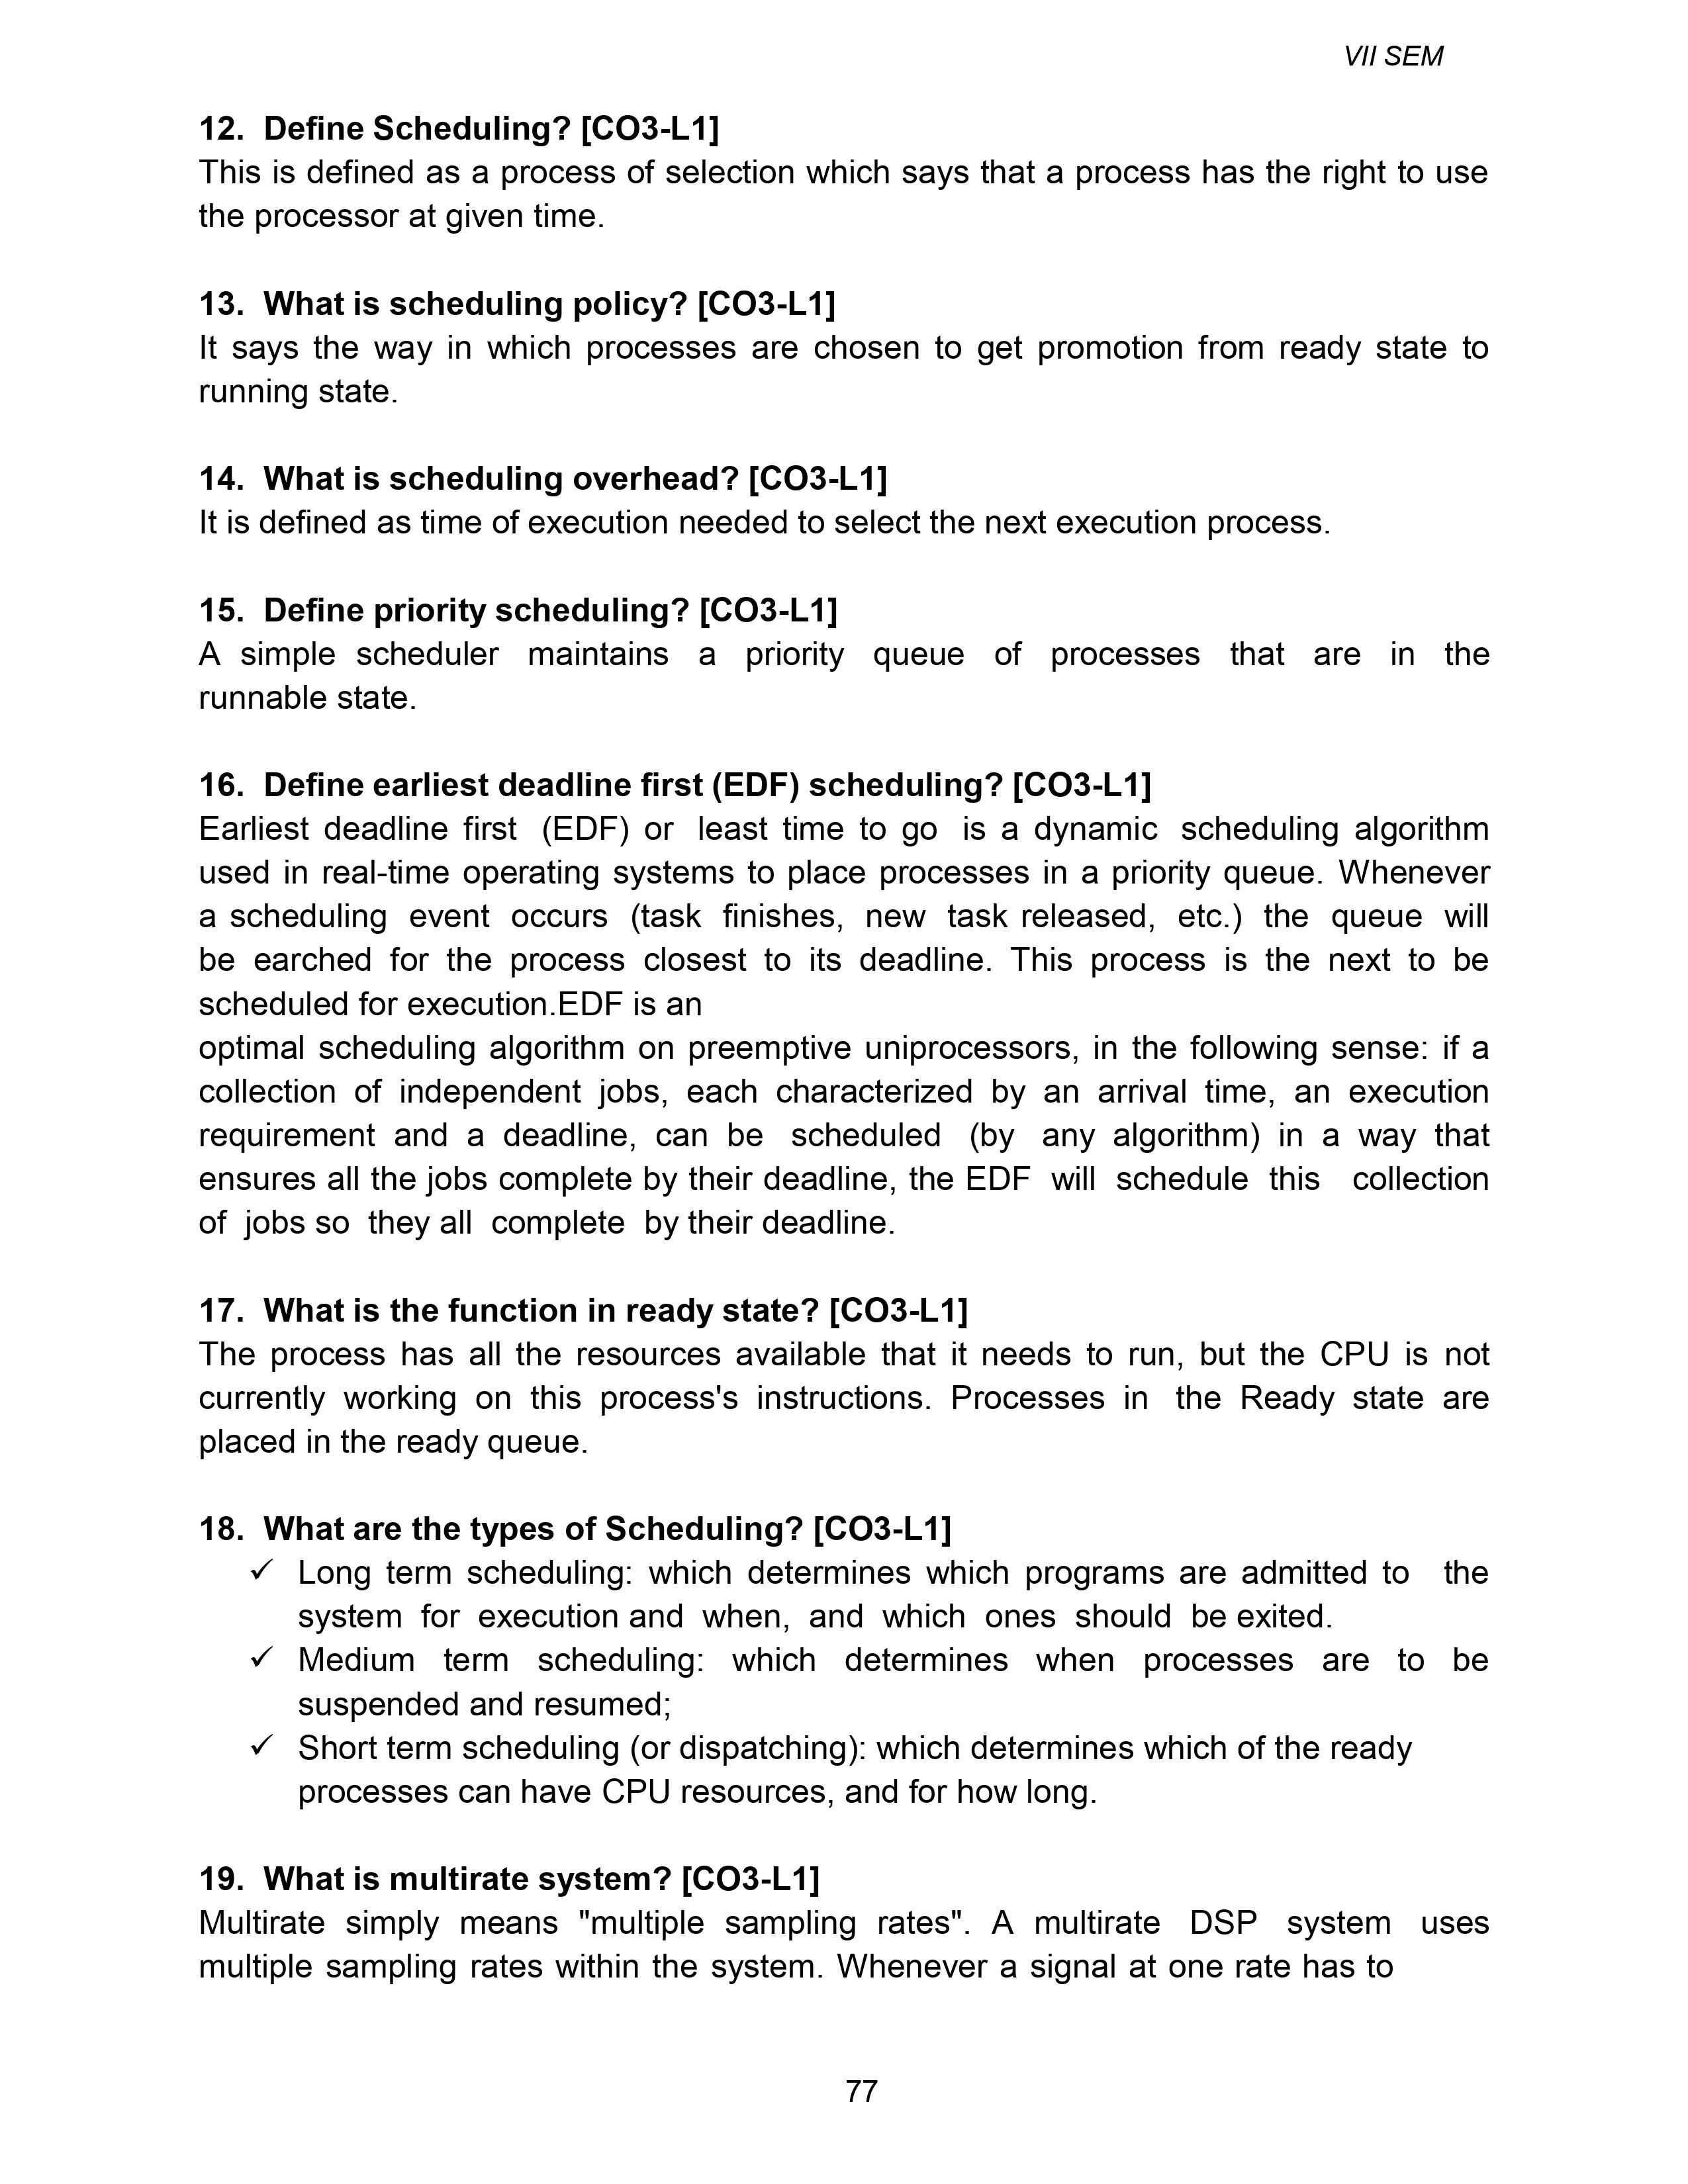 VII SEM
12. Define Scheduling? [CO3-L1]
This is defined as a process of selection which says that a process has the right to use
the processor at given time.
13. What is scheduling policy? [CO3-L1]
It says the way in which processes are chosen to get promotion from ready state to
running state.
14. What is scheduling overhead? [CO3-L1]
It is defined as time of execution needed to select the next execution process.
15. Define priority scheduling? [CO3-L1]
A simple scheduler maintains a priority queue of processes that are in the
runnable state.
16. Define earliest deadline first (EDF) scheduling? [CO3-L1]
Earliest deadline first (EDF) or least time to go is a dynamic scheduling algorithm
used in real-time operating systems to place processes in a priority queue. Whenever
a scheduling event occurs (task finishes, new task released, etc.) the queue will
be earched for the process closest to its deadline. This process is the next to be
scheduled for execution.EDF is an
optimal scheduling algorithm on preemptive uniprocessors, in the following sense: if a
collection of independent jobs, each characterized by an arrival time, an execution
requirement and a deadline, can be scheduled (by any algorithm) in a way that
ensures all the jobs complete by their deadline, the EDF will schedule this collection
of jobs so they all complete by their deadline.
17. What is the function in ready state? [CO3-L1]
The process has all the resources available that it needs to run, but the CPU is not
currently working on this process's instructions. Processes in the Ready state are
placed in the ready queue.
18. What are the types of Scheduling? [CO3-L1]
✓ Long term scheduling: which determines which programs are admitted to the
system for execution and when, and which ones should be exited.
✓ Medium term scheduling: which determines when processes are to be
suspended and resumed;
✓ Short term scheduling (or dispatching): which determines which of the ready
processes can have CPU resources, and for how long.
19. What is multirate system? [CO3-L1]
Multirate simply means "multiple sampling rates". A multirate DSP system uses
multiple sampling rates within the system. Whenever a signal at one rate has to
77